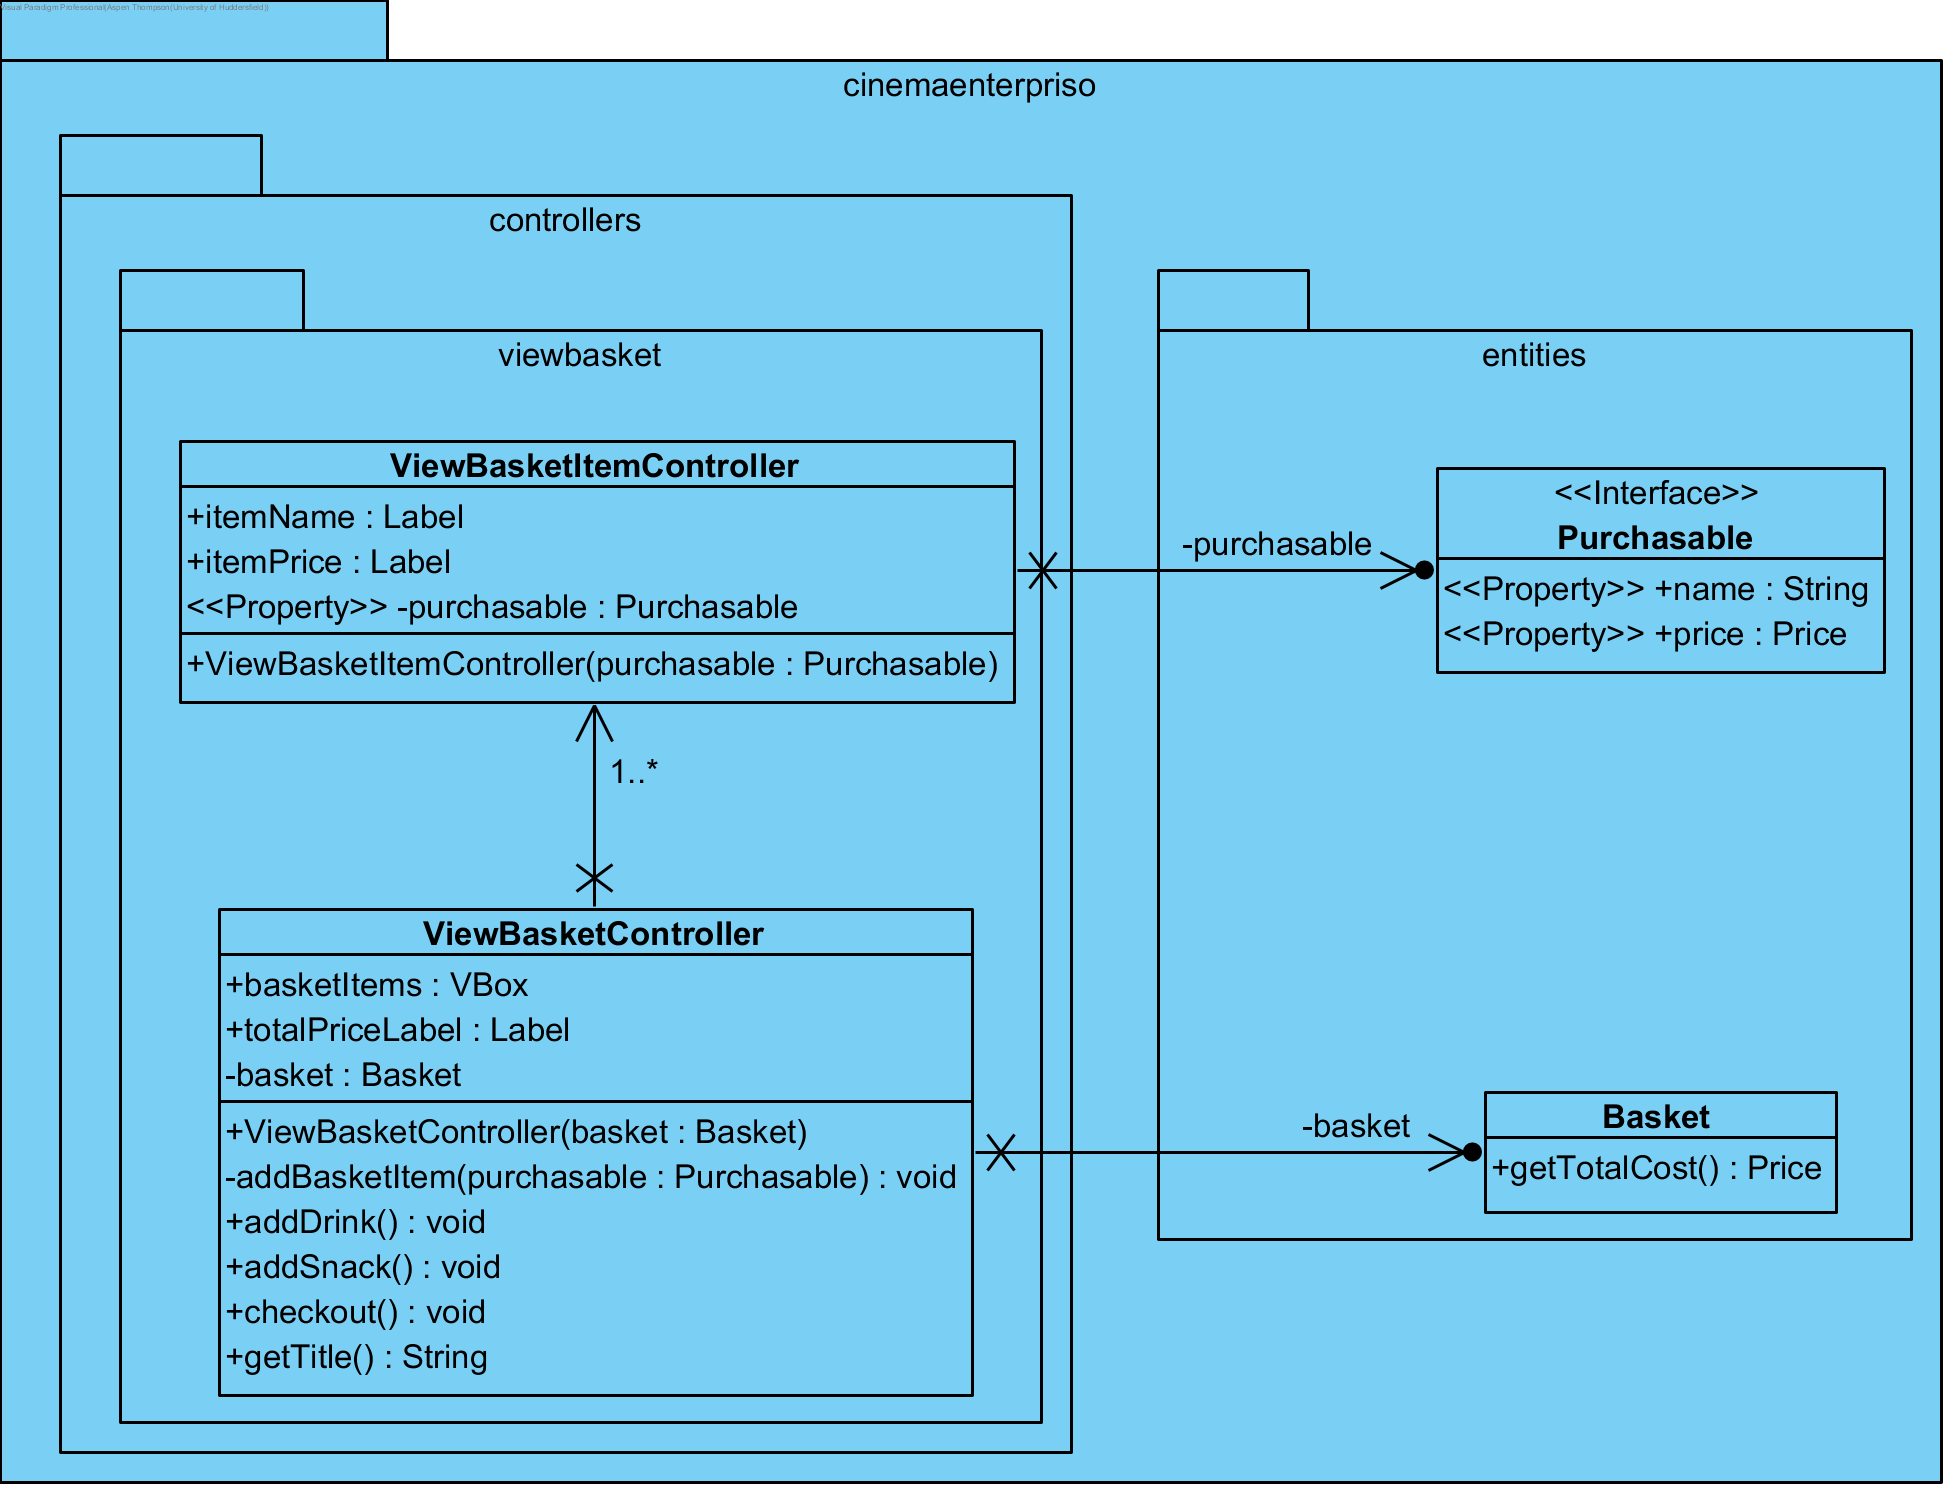 Visual Paradigm Professional(Aspen Thompson(University of Huddersfield))
cinemaenterpriso
controllers
viewbasket
entities
ViewBasketItemController
+itemName : Label
+itemPrice : Label
<<Property>> -purchasable : Purchasable
+ViewBasketItemController(purchasable : Purchasable)
-purchasable
<<Interface>>
Purchasable
<<Property>> +name : String
<<Property>> +price : Price
1..*
ViewBasketController
+basketItems : VBox
+totalPriceLabel : Label
-basket : Basket
+ViewBasketController(basket : Basket)
-addBasketItem(purchasable : Purchasable) : void
+addDrink() : void
+addSnack() : void
+checkout() : void
+getTitle() : String
-basket
Basket
+getTotalCost() : Price